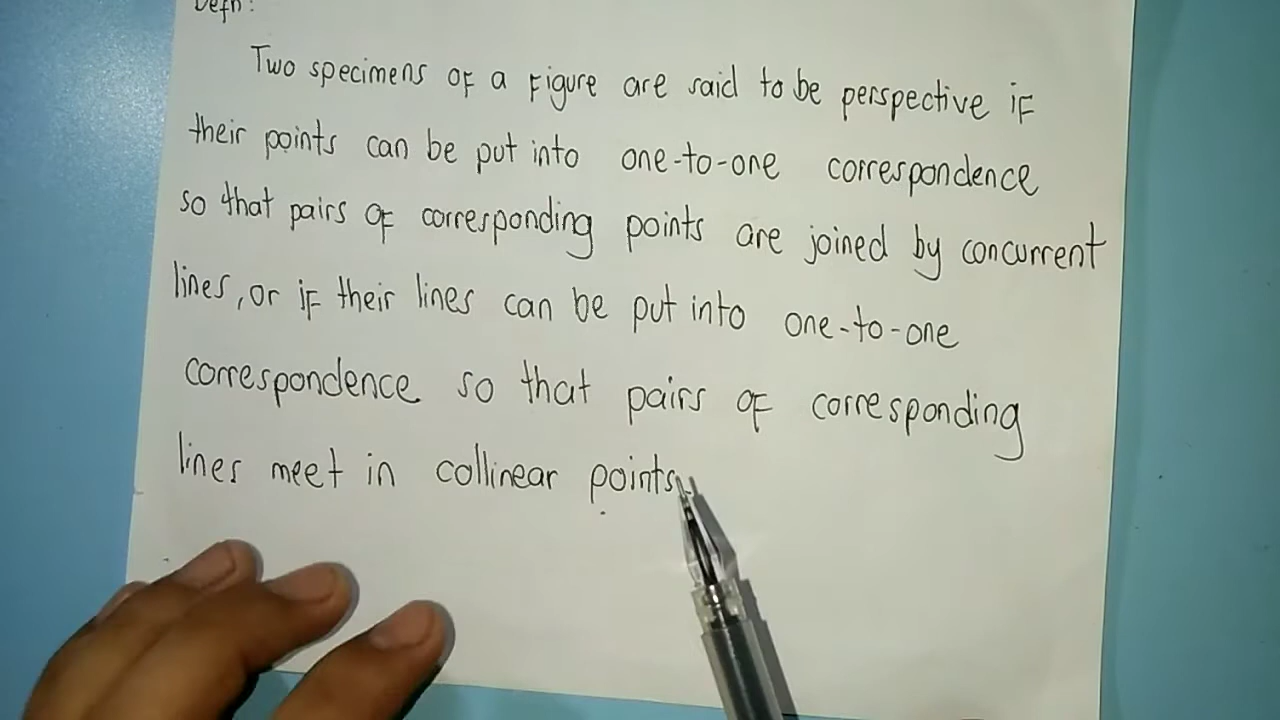 Defn:
Two specimens of a figure are said to be perspective if
their points can be put into one-to-one correspondence
so that pairs of corresponding points are joined by concurrent
lines, or if their lines can be put into one-to-one
correspondence so that pairs of corresponding
lines meet in collinear points.